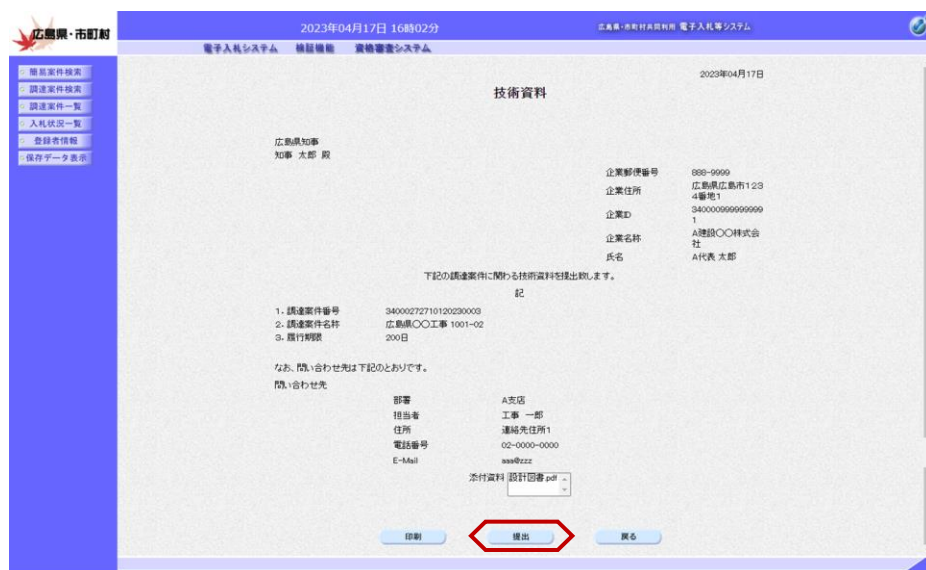 広島県・市町村
2023年04月17日 16時02分
広島県・市町村共同利用 電子入札等システム
電子入札システム 検証機能 資格審査システム
簡易案件検索
調達案件検索
調達案件一覧
入札状況一覧
登録者情報
保存データ表示
2023年04月17日
技術資料
広島県知事
知事 太郎 殿
企業郵便番号 888-9999
企業住所 広島県広島市123
4番地1
企業ID 340000999999999
1
企業名称 A建設〇〇株式会
社
氏名 A代表 太郎
下記の調達案件に関わる技術資料を提出致します。
記
1. 調達案件番号 34000272710120230003
2. 調達案件名称 広島県〇〇工事 1001-02
3. 履行期限 200日
なお、問い合わせ先は下記のとおりです。
問い合わせ先
部署 A支店
担当者 工事 一郎
住所 連絡先住所1
電話番号 02-0000-0000
E-Mail aaa@zzz
添付資料 設計図書.pdf
印刷 提出 戻る